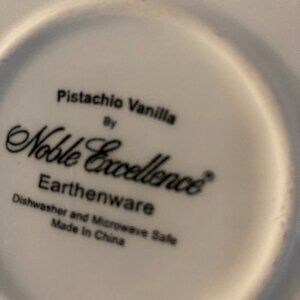 Pistachio Vanilla
By
Noble Excellence®
Earthenware
Dishwasher and Microwave Safe
Made In China